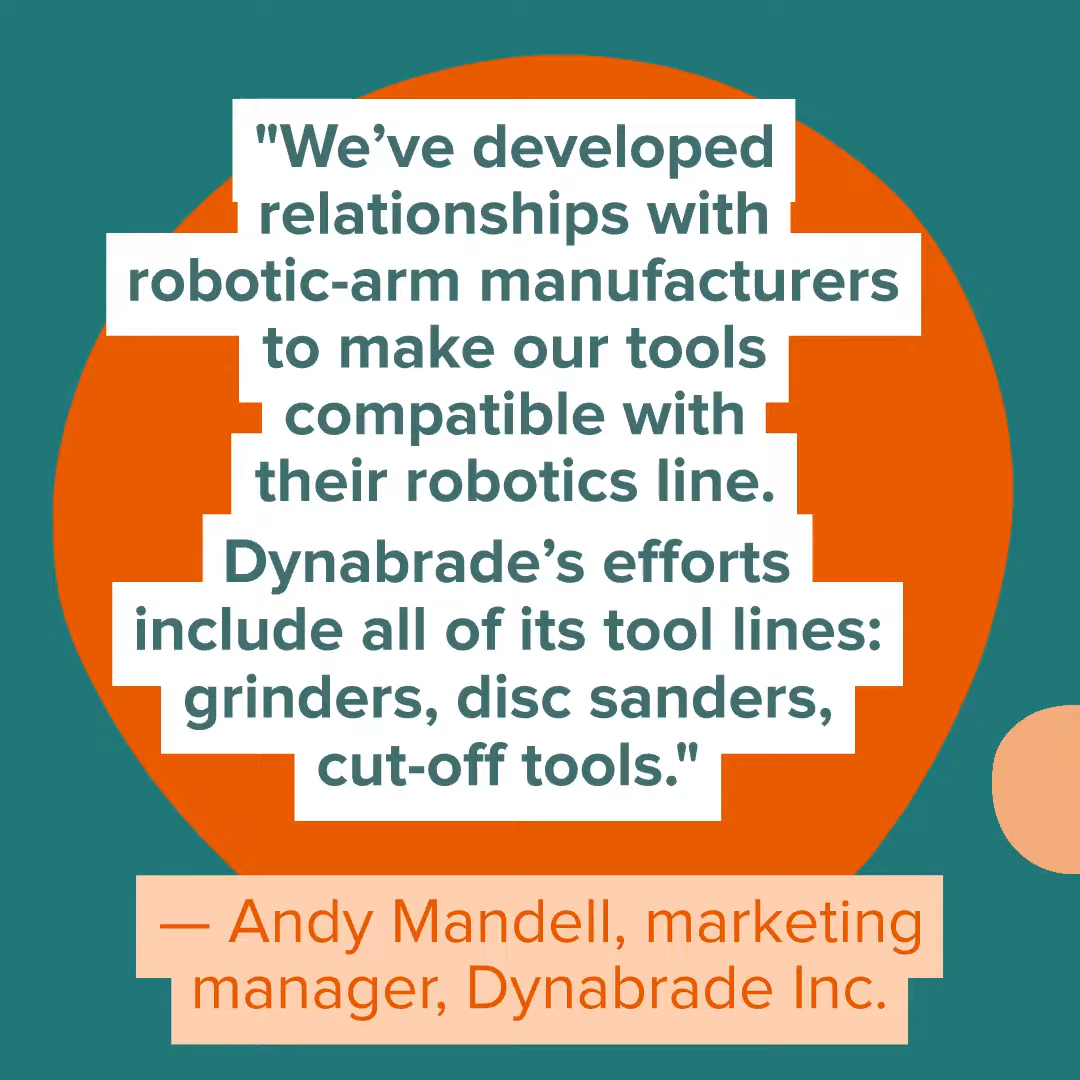 "We’ve developed
relationships with
robotic-arm manufacturers
to make our tools
compatible with
their robotics line.
Dynabrade’s efforts
include all of its tool lines:
grinders, disc sanders,
cut-off tools."
— Andy Mandell, marketing
manager, Dynabrade Inc.